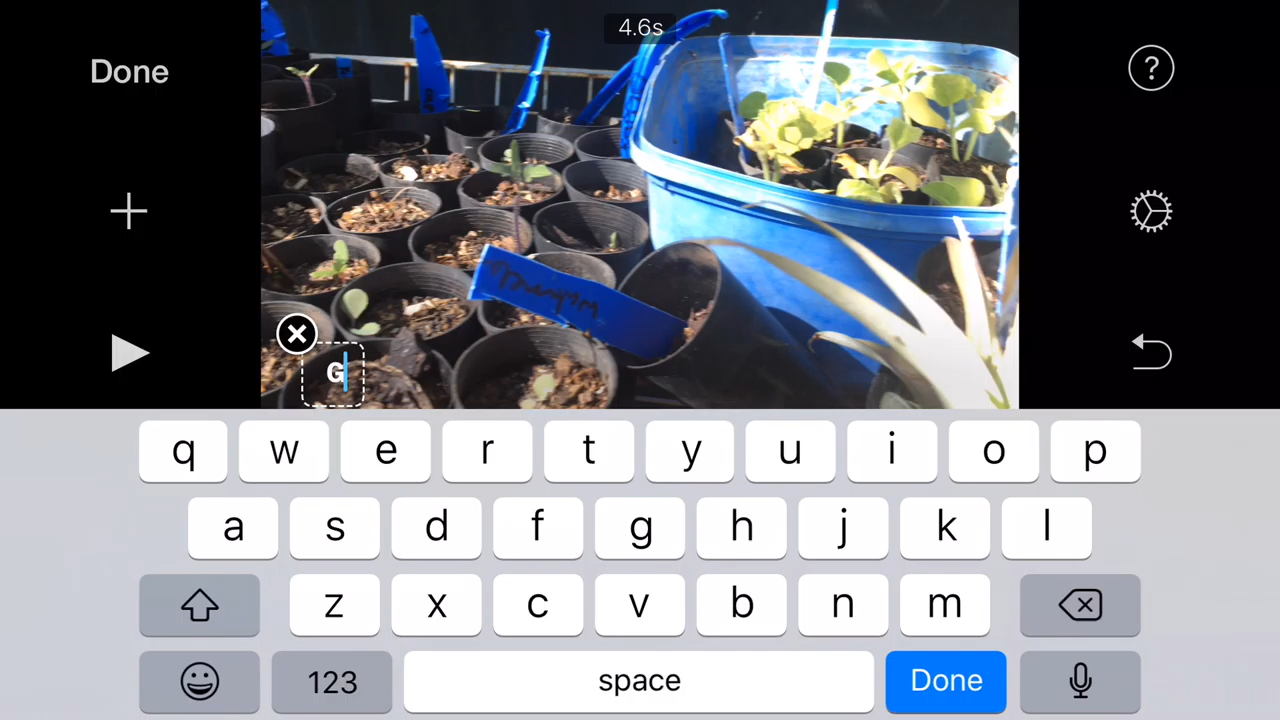 4.6s
Done
?
G
q w e r t y u i o p
a s d f g h j k l
z x c v b n m
123 space Done